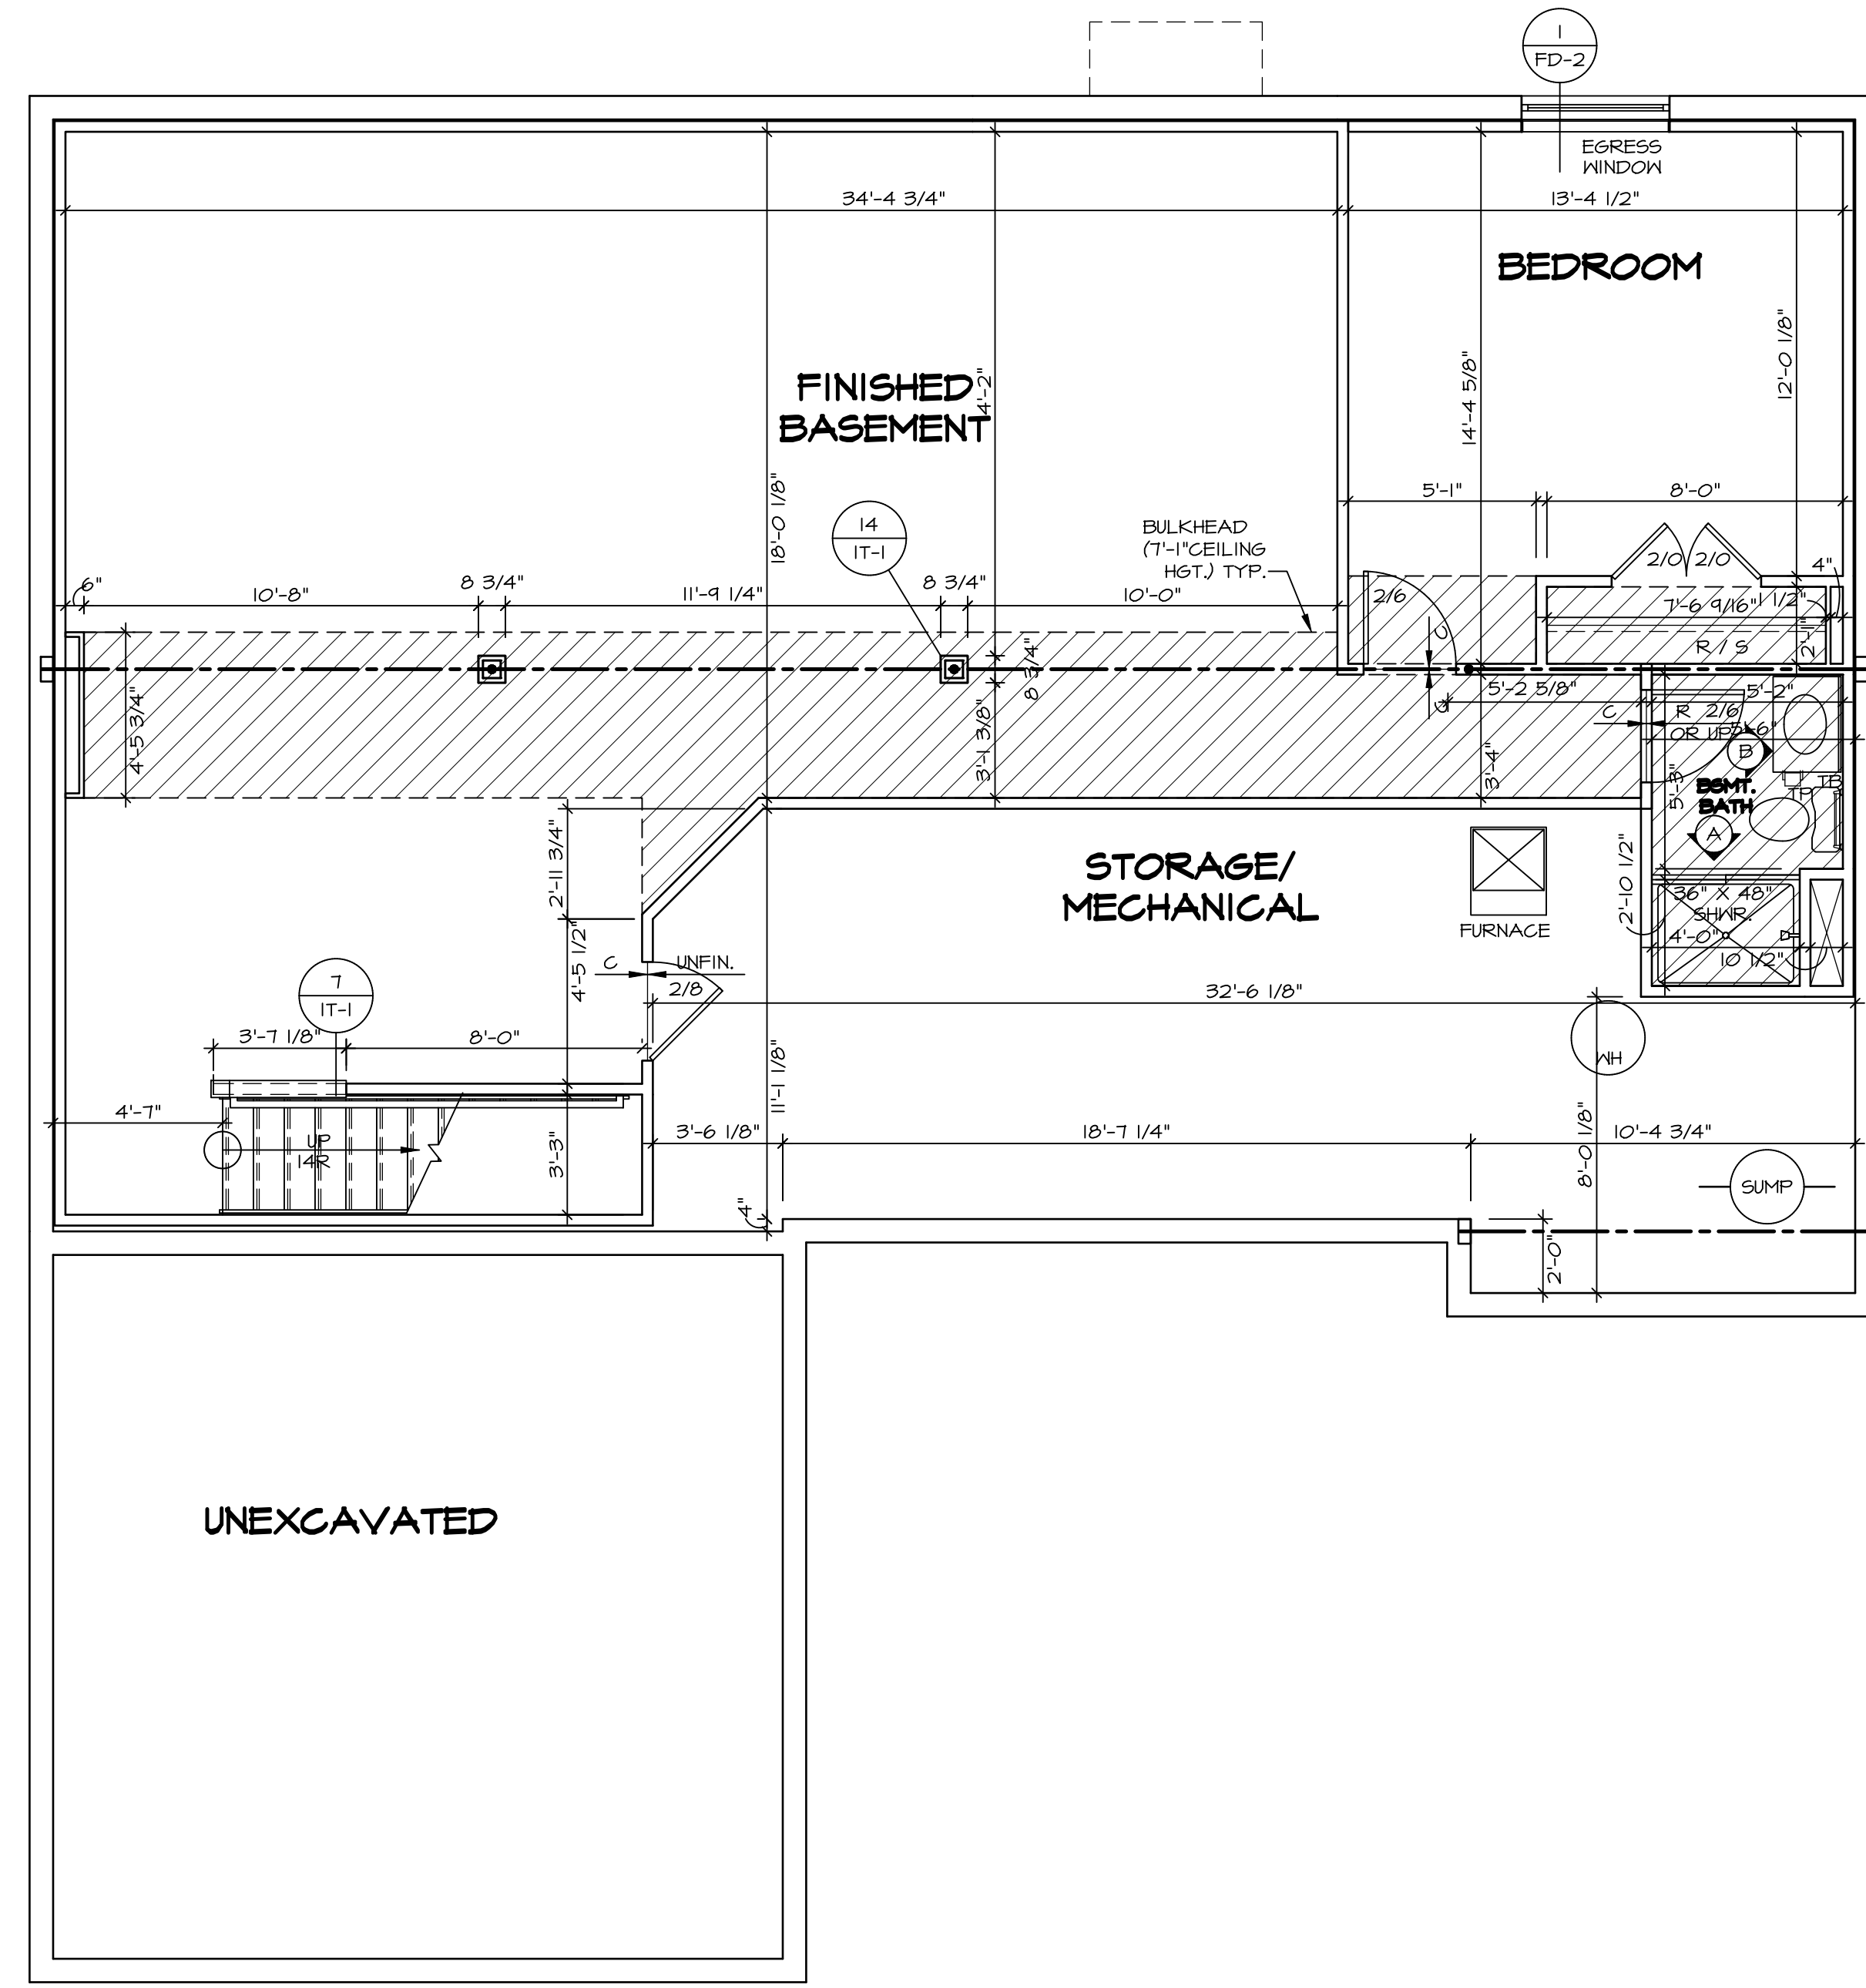 1
FD-2
EGRESS
WINDOW
34'-4 3/4"
13'-4 1/2"
BEDROOM
12'-0 1/8"
14'-4 5/8"
FINISHED
BASEMENT
4'-2"
18'-0 1/8"
5'-1"
8'-0"
14
1T-1
BULKHEAD
(7'-1"CEILING
HGT.) TYP.
2/0
2/0
4"
6"
10'-8"
8 3/4"
11'-9 1/4"
8 3/4"
10'-0"
2/6
7'-6 9/16"
1 1/2"
2'-1"
C
R / S
8 3/4"
4'-5 3/4"
3'-1 3/8"
3'-4"
5'-2 5/8"
5'-2"
C
C
R
2/6
OR UP
5'-6"
B
5'-3"
BSMT.
BATH
TP
TB
A
2'-11 3/4"
STORAGE/
MECHANICAL
FURNACE
2'-10 1/2"
36" X 48"
SHWR.
4'-0"
10 1/2"
4'-5 1/2"
C
UNFIN.
2/8
7
1T-1
32'-6 1/8"
3'-7 1/8"
8'-0"
WH
11'-1 1/8"
4'-7"
UP
14R
3'-3"
3'-6 1/8"
18'-7 1/4"
10'-4 3/4"
8'-0 1/8"
SUMP
4"
2'-0"
UNEXCAVATED